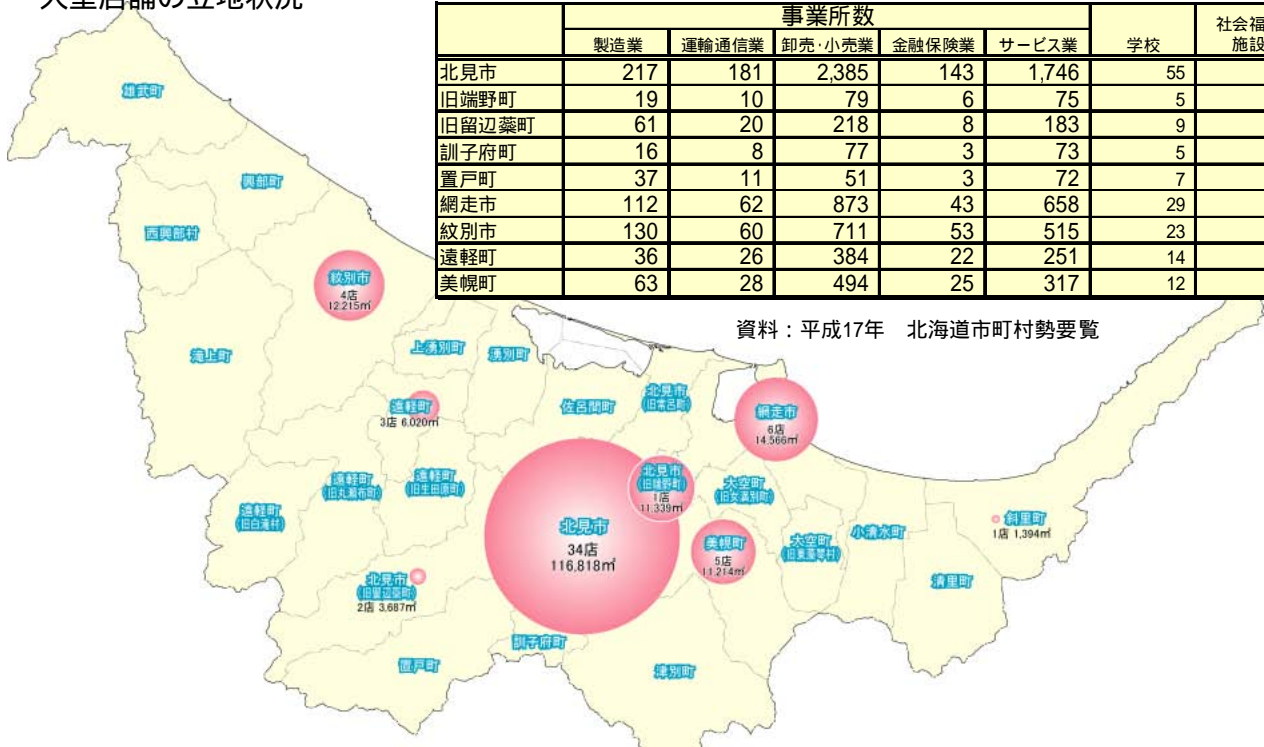 大型店舗の立地状況
事業所数
製造業 運輸通信業 卸売・小売業 金融保険業 サービス業 学校 社会福
施設
北見市 217 181 2,385 143 1,746 55
旧端野町 19 10 79 6 75 5
旧留辺蘂町 61 20 218 8 183 9
訓子府町 16 8 77 3 73 5
置戸町 37 11 51 3 72 7
網走市 112 62 873 43 658 29
紋別市 130 60 711 53 515 23
遠軽町 36 26 384 22 251 14
美幌町 63 28 494 25 317 12
資料：平成17年 北海道市町村勢要覧
雄武町
興部町
西興部村
紋別市
4店
12,215㎡
滝上町
上湧別町
湧別町
遠軽町
3店 6,020㎡
佐呂間町
北見市
(旧常呂町)
網走市
6店
14,566㎡
遠軽町
(旧白滝村)
遠軽町
(旧丸瀬布町)
遠軽町
(旧生田原町)
北見市
(旧端野町)
1店
11,339㎡
大空町
(旧女満別町)
北見市
34店
116,818㎡
美幌町
5店
11,214㎡
大空町
(旧東藻琴村)
小清水町
斜里町
1店 1,394㎡
清里町
北見市
(旧留辺蘂町)
2店 3,687㎡
訓子府町
置戸町
津別町